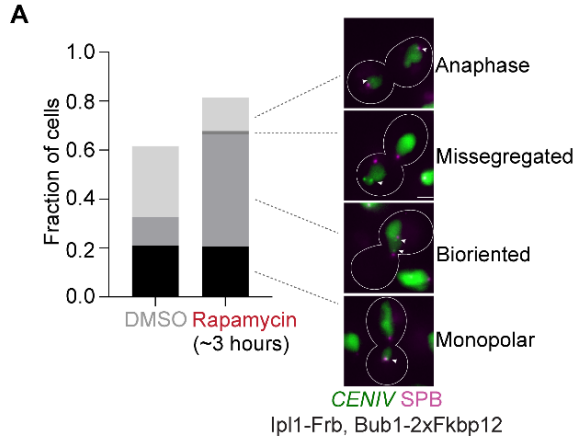 A
Fraction of cells
1.0
0.8
0.6
0.4
0.2
0.0
DMSO Rapamycin
(~3 hours)
Anaphase
Missegregated
Bioriented
Monopolar
CENIV SPB
Ipl1-Frb, Bub1-2xFkbp12